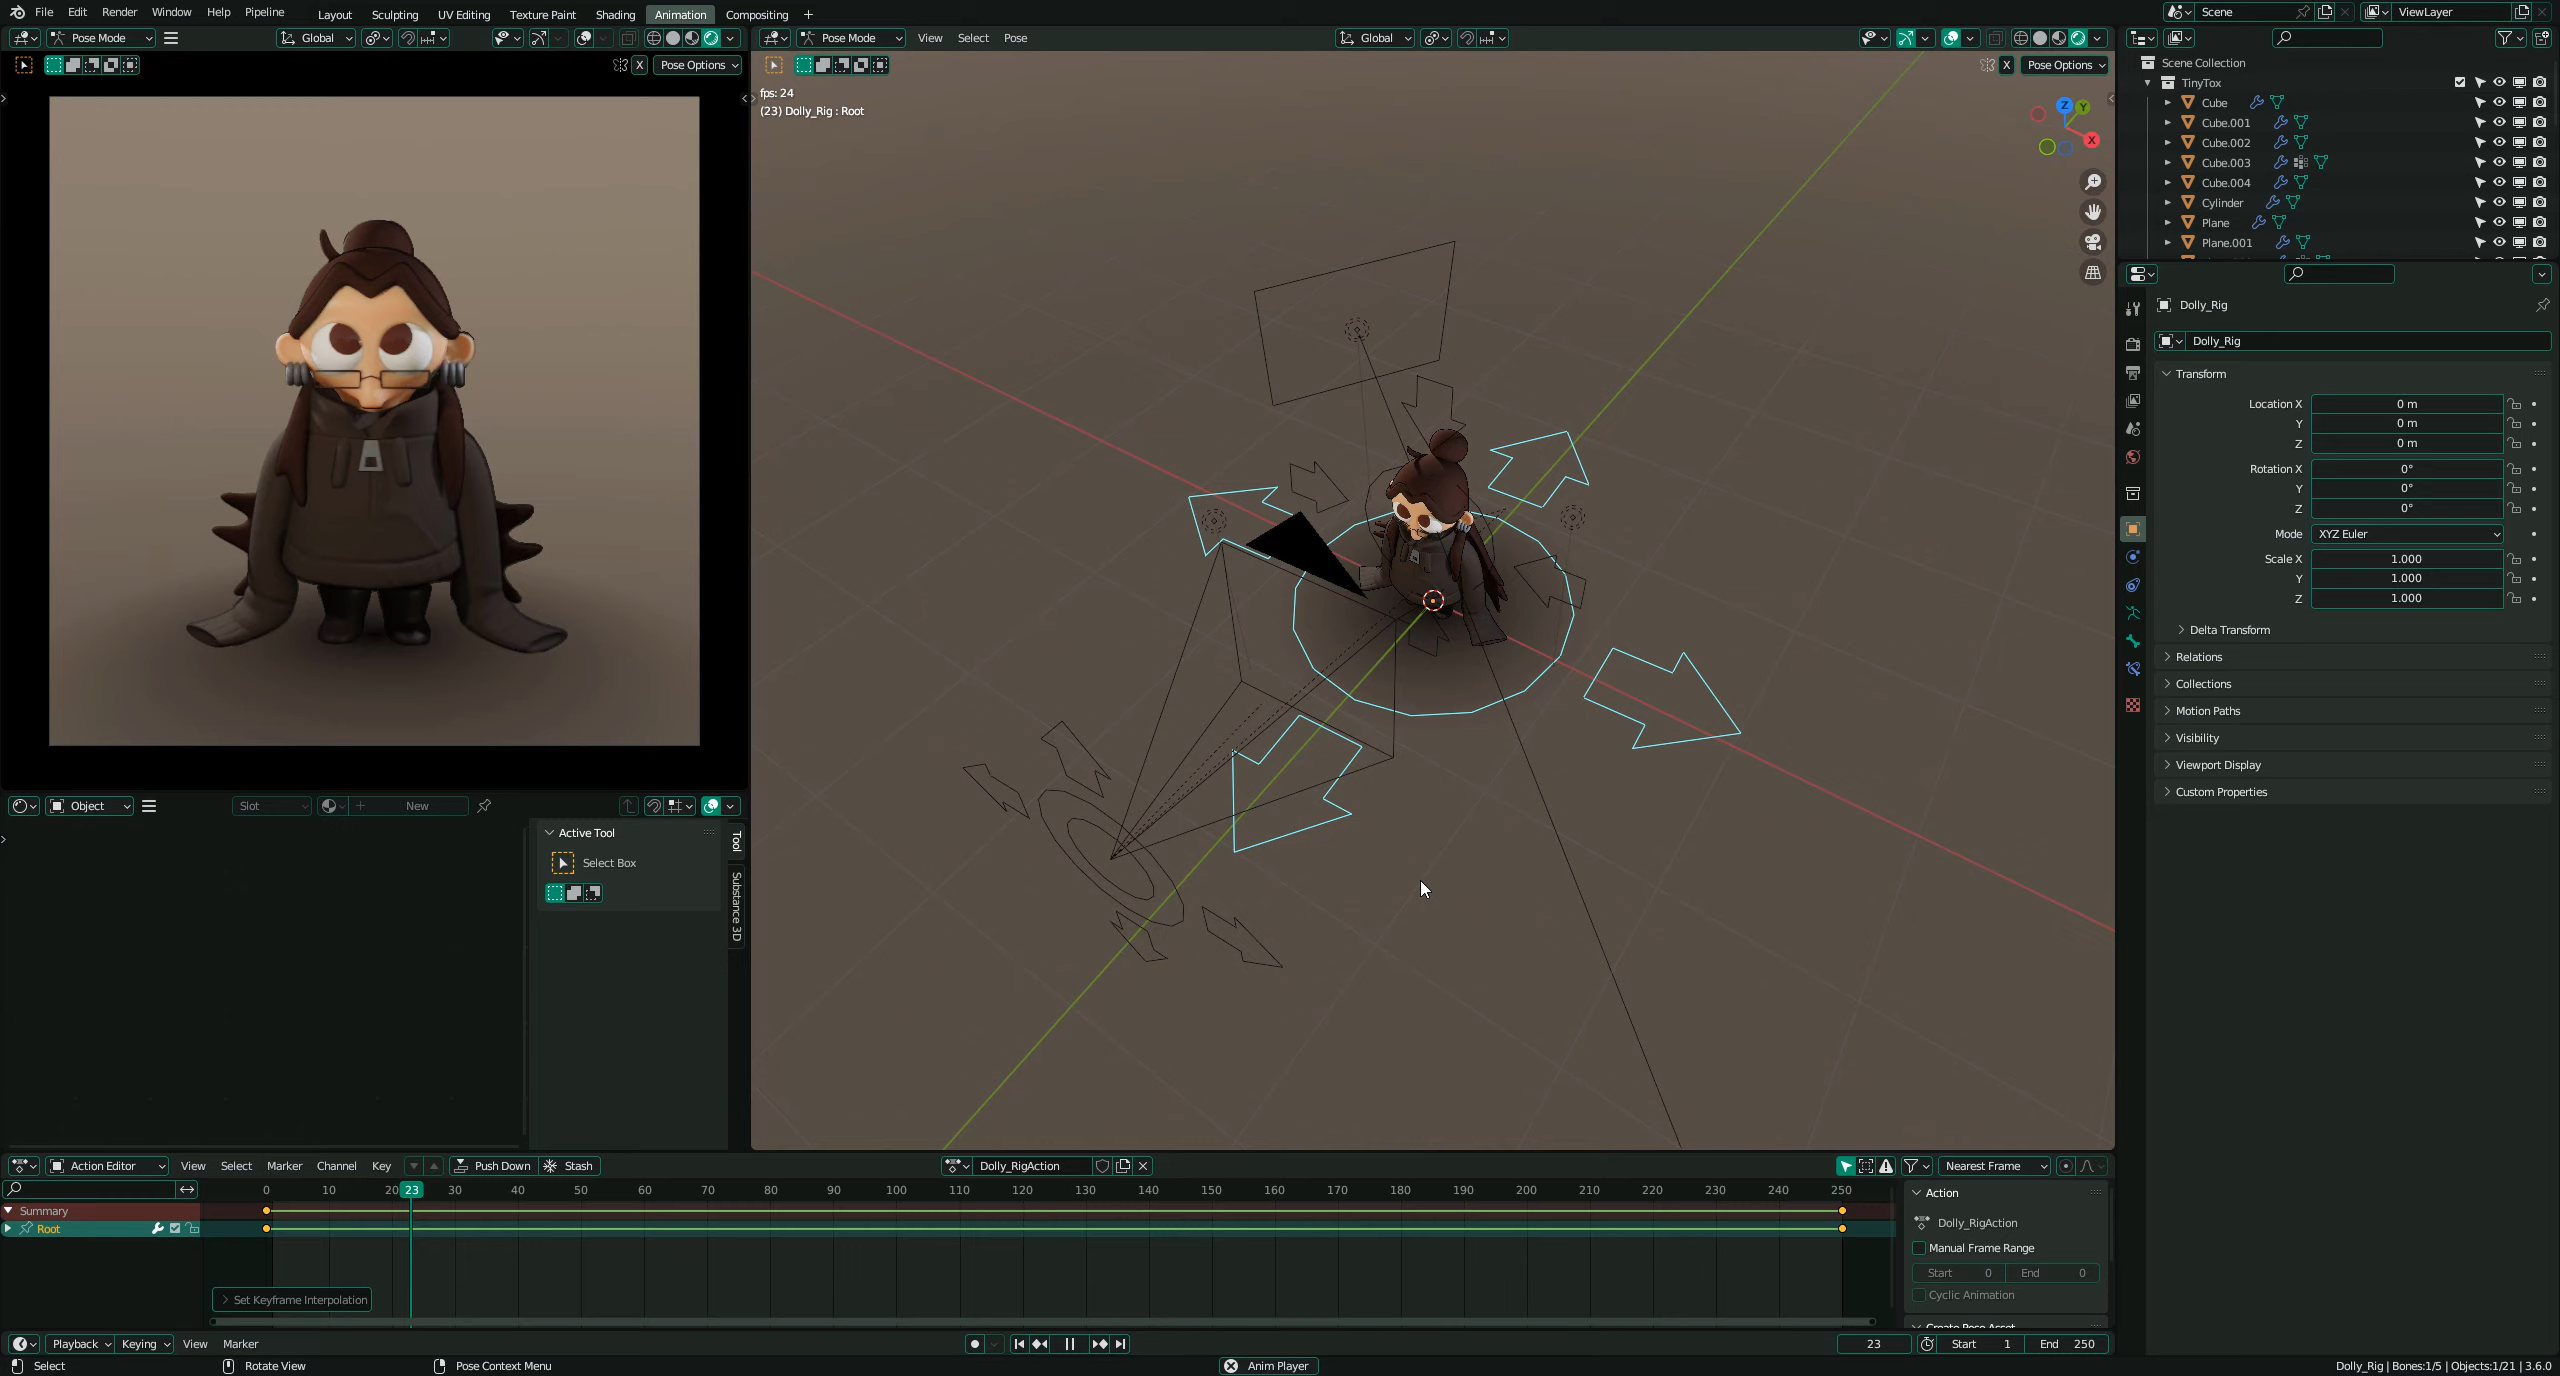 File Edit Render Window Help Pipeline Layout Sculpting UV Editing Texture Paint Shading Animation Compositing + Scene ViewLayer
Pose Mode Global Pose Mode View Select Pose Global
X Pose Options X Pose Options
fps: 24
(23) Dolly_Rig : Root
Z Y X
Scene Collection
TinyTox
Cube
Cube.001
Cube.002
Cube.003
Cube.004
Cylinder
Plane
Plane.001
Dolly_Rig
Dolly_Rig
Transform
Location X 0 m
Y 0 m
Z 0 m
Rotation X 0°
Y 0°
Z 0°
Mode XYZ Euler
Scale X 1.000
Y 1.000
Z 1.000
Delta Transform
Relations
Collections
Motion Paths
Visibility
Viewport Display
Custom Properties
Object Slot New
Active Tool
Select Box
Tool
Substance 3D
Action Editor View Select Marker Channel Key Push Down Stash Dolly_RigAction Nearest Frame
0 10 20 23 30 40 50 60 70 80 90 100 110 120 130 140 150 160 170 180 190 200 210 220 230 240 250
Summary
Root
Set Keyframe Interpolation
Action
Dolly_RigAction
Manual Frame Range
Start 0 End 0
Cyclic Animation
Create Pose Asset
Playback Keying View Marker 23 Start 1 End 250
Select Rotate View Pose Context Menu Anim Player Dolly_Rig | Bones:1/5 | Objects:1/21 | 3.6.0